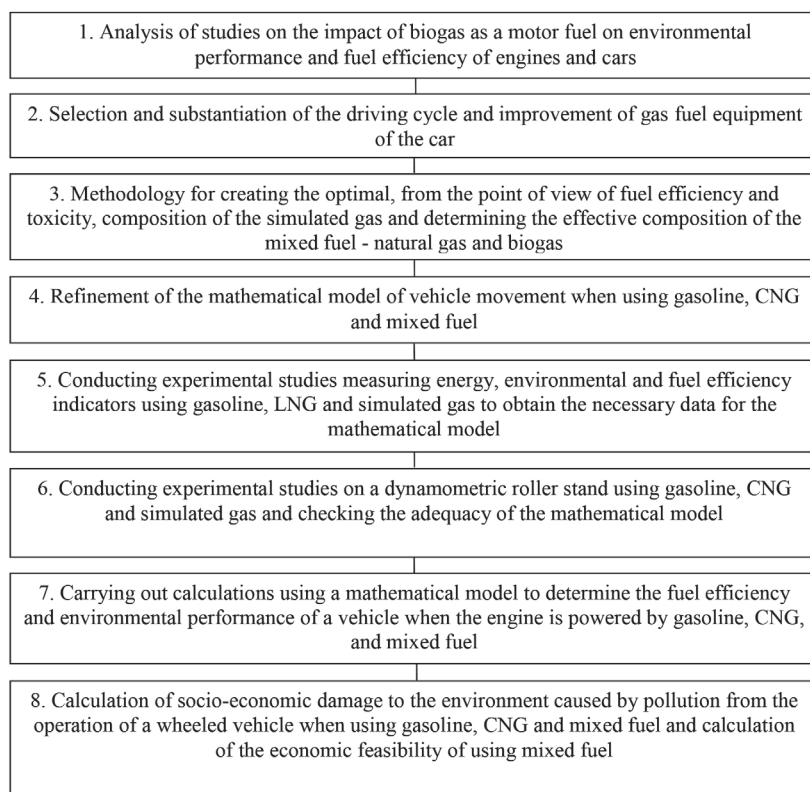 1. Analysis of studies on the impact of biogas as a motor fuel on environmental
performance and fuel efficiency of engines and cars
2. Selection and substantiation of the driving cycle and improvement of gas fuel equipment
of the car
3. Methodology for creating the optimal, from the point of view of fuel efficiency and
toxicity, composition of the simulated gas and determining the effective composition of the
mixed fuel - natural gas and biogas
4. Refinement of the mathematical model of vehicle movement when using gasoline, CNG
and mixed fuel
5. Conducting experimental studies measuring energy, environmental and fuel efficiency
indicators using gasoline, LNG and simulated gas to obtain the necessary data for the
mathematical model
6. Conducting experimental studies on a dynamometric roller stand using gasoline, CNG
and simulated gas and checking the adequacy of the mathematical model
7. Carrying out calculations using a mathematical model to determine the fuel efficiency
and environmental performance of a vehicle when the engine is powered by gasoline, CNG,
and mixed fuel
8. Calculation of socio-economic damage to the environment caused by pollution from the
operation of a wheeled vehicle when using gasoline, CNG and mixed fuel and calculation
of the economic feasibility of using mixed fuel